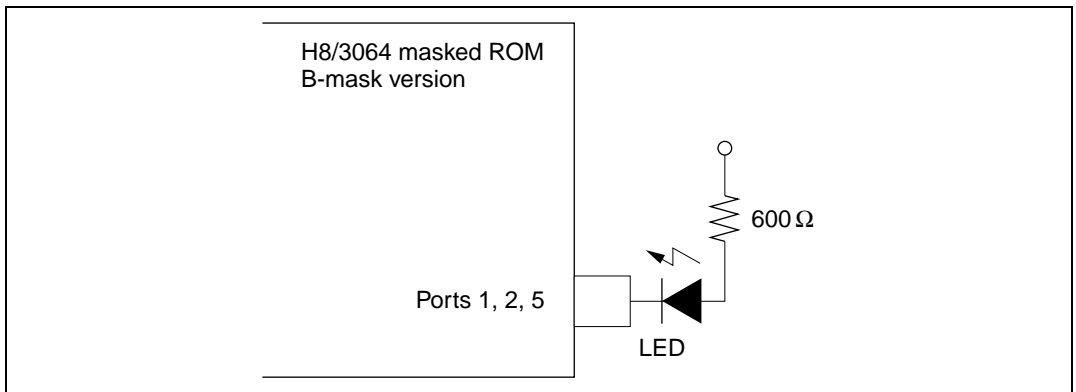 H8/3064 masked ROM
B-mask version
600 Ω
Ports 1, 2, 5
LED